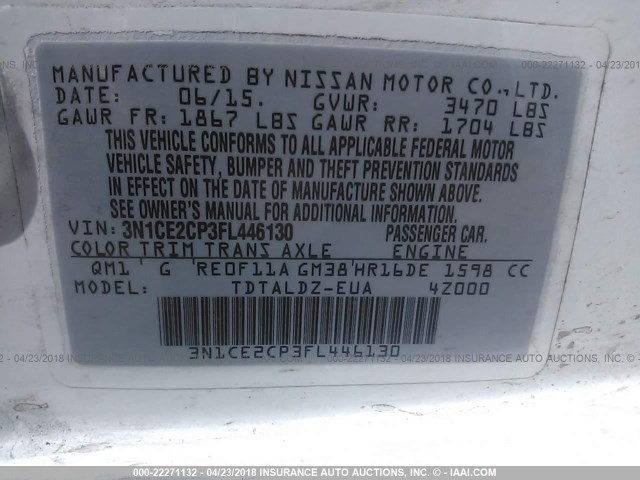 MANUFACTURED BY NISSAN MOTOR CO.,LTD.
DATE: 06/15. GVWR: 3470 LBS
GAWR FR: 1867 LBS GAWR RR: 1704 LBS
THIS VEHICLE CONFORMS TO ALL APPLICABLE FEDERAL MOTOR
VEHICLE SAFETY, BUMPER AND THEFT PREVENTION STANDARDS
IN EFFECT ON THE DATE OF MANUFACTURE SHOWN ABOVE.
SEE OWNER'S MANUAL FOR ADDITIONAL INFORMATION.
VIN: 3N1CE2CP3FL446130 PASSENGER CAR.
COLOR TRIM TRANS AXLE ENGINE
QM1 ' G 'RE0F11A GM38'HR16DE 1598 CC
MODEL: TDTALDZ-EUA 4Z000
3N1CE2CP3FL446130
000-22271132 - 04/23/2018 INSURANCE AUTO AUCTIONS SELECT - © IAAI.COM